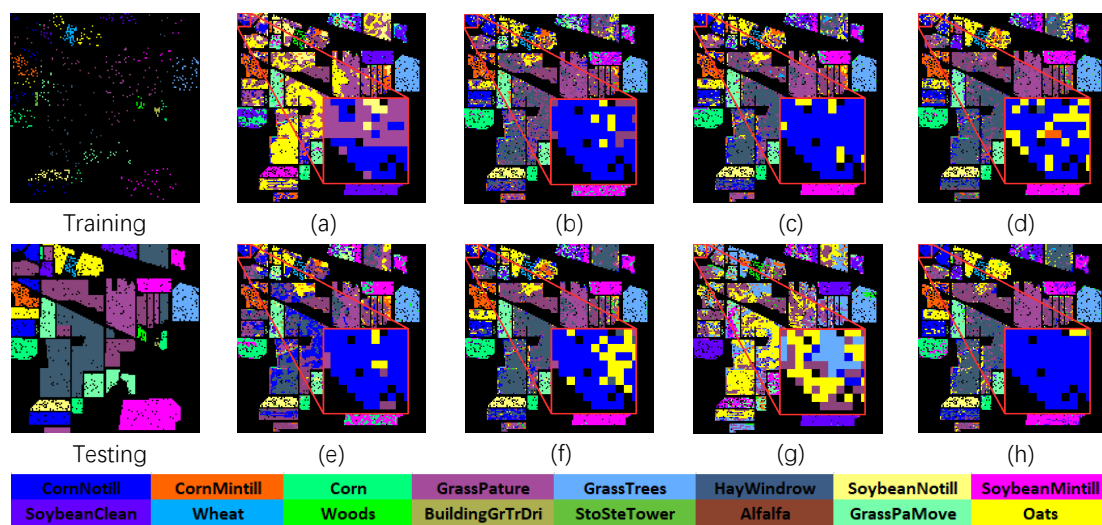 Training (a) (b) (c) (d)
Testing (e) (f) (g) (h)
CornNotill CornMintill Corn GrassPature GrassTrees HayWindrow SoybeanNotill SoybeanMintill
SoybeanClean Wheat Woods BuildingGrTrDri StoSteTower Alfalfa GrassPaMove Oats